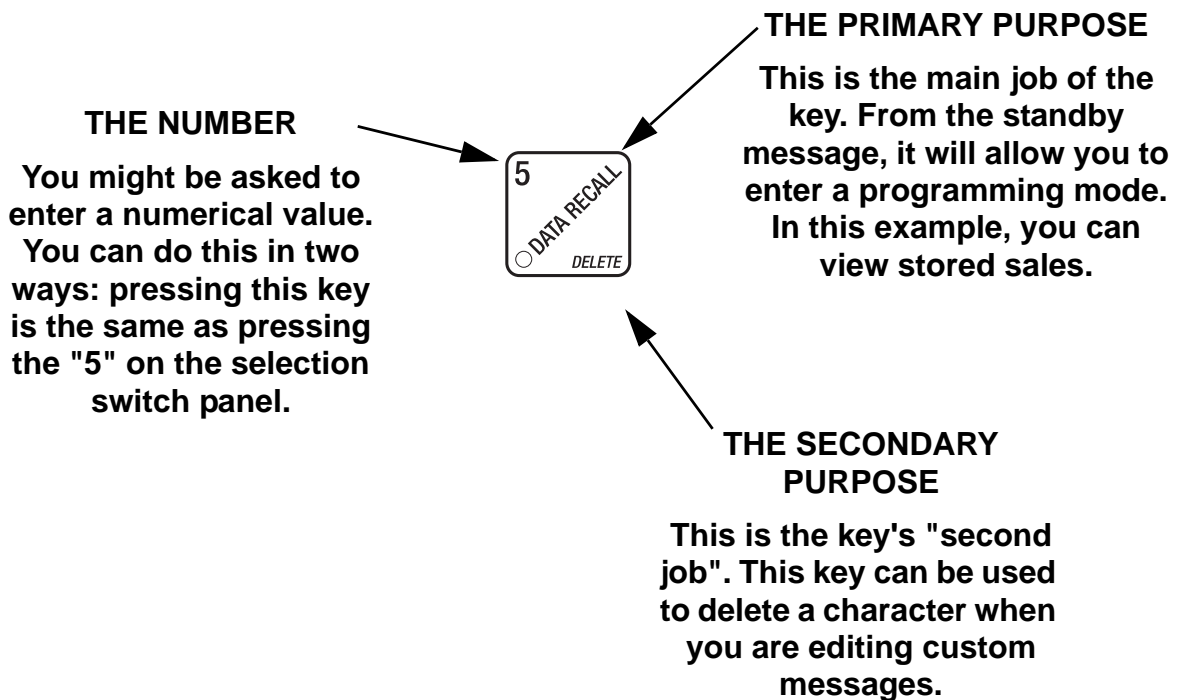 THE PRIMARY PURPOSE
This is the main job of the
key. From the standby
message, it will allow you to
enter a programming mode.
In this example, you can
view stored sales.
THE NUMBER
You might be asked to
enter a numerical value.
You can do this in two
ways: pressing this key
is the same as pressing
the "5" on the selection
switch panel.
5
DATA RECALL
DELETE
THE SECONDARY
PURPOSE
This is the key's "second
job". This key can be used
to delete a character when
you are editing custom
messages.